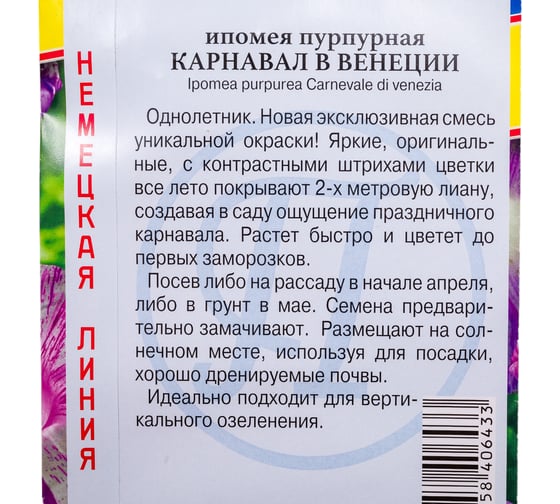 НЕМЕЦКАЯ ЛИНИЯ
ипомея пурпурная
КАРНАВАЛ В ВЕНЕЦИИ
Ipomea purpurea Carnevale di venezia
Однолетник. Новая эксклюзивная смесь
уникальной окраски! Яркие, оригиналь-
ные, с контрастными штрихами цветки
все лето покрывают 2-х метровую лиану,
создавая в саду ощущение праздничного
карнавала. Растет быстро и цветет до
первых заморозков.
Посев либо на рассаду в начале апреля,
либо в грунт в мае. Семена предвари-
тельно замачивают. Размещают на сол-
нечном месте, используя для посадки,
хорошо дренируемые почвы.
Идеально подходит для верти-
кального озеленения.
58 406433